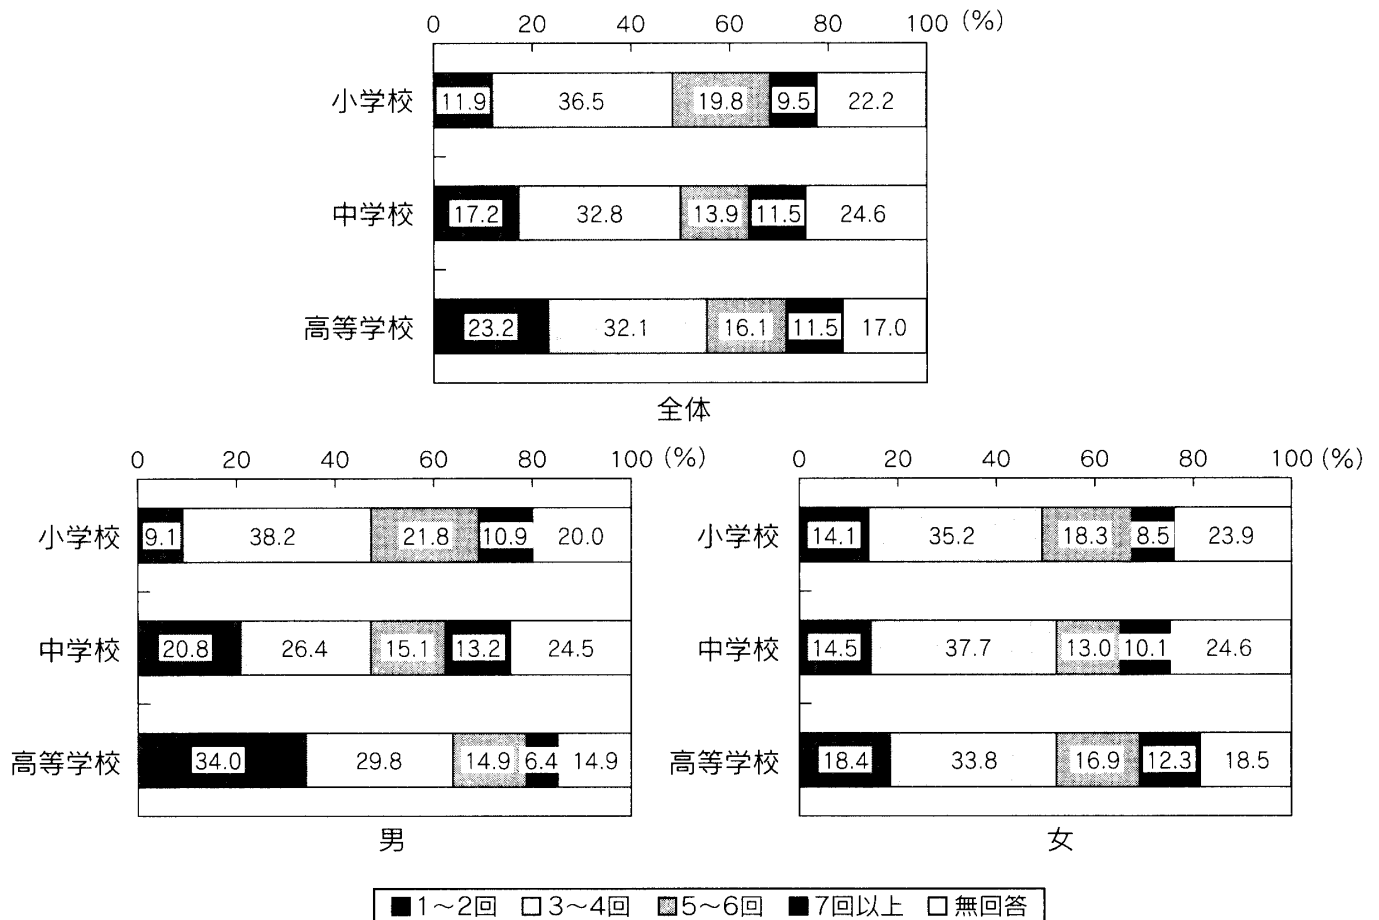 0 20 40 60 80 100 (%)
小学校 11.9 36.5 19.8 9.5 22.2
中学校 17.2 32.8 13.9 11.5 24.6
高等学校 23.2 32.1 16.1 11.5 17.0
全体
0 20 40 60 80 100 (%)
小学校 9.1 38.2 21.8 10.9 20.0
中学校 20.8 26.4 15.1 13.2 24.5
高等学校 34.0 29.8 14.9 6.4 14.9
男
0 20 40 60 80 100 (%)
小学校 14.1 35.2 18.3 8.5 23.9
中学校 14.5 37.7 13.0 10.1 24.6
高等学校 18.4 33.8 16.9 12.3 18.5
女
1～2回 3～4回 5～6回 7回以上 無回答